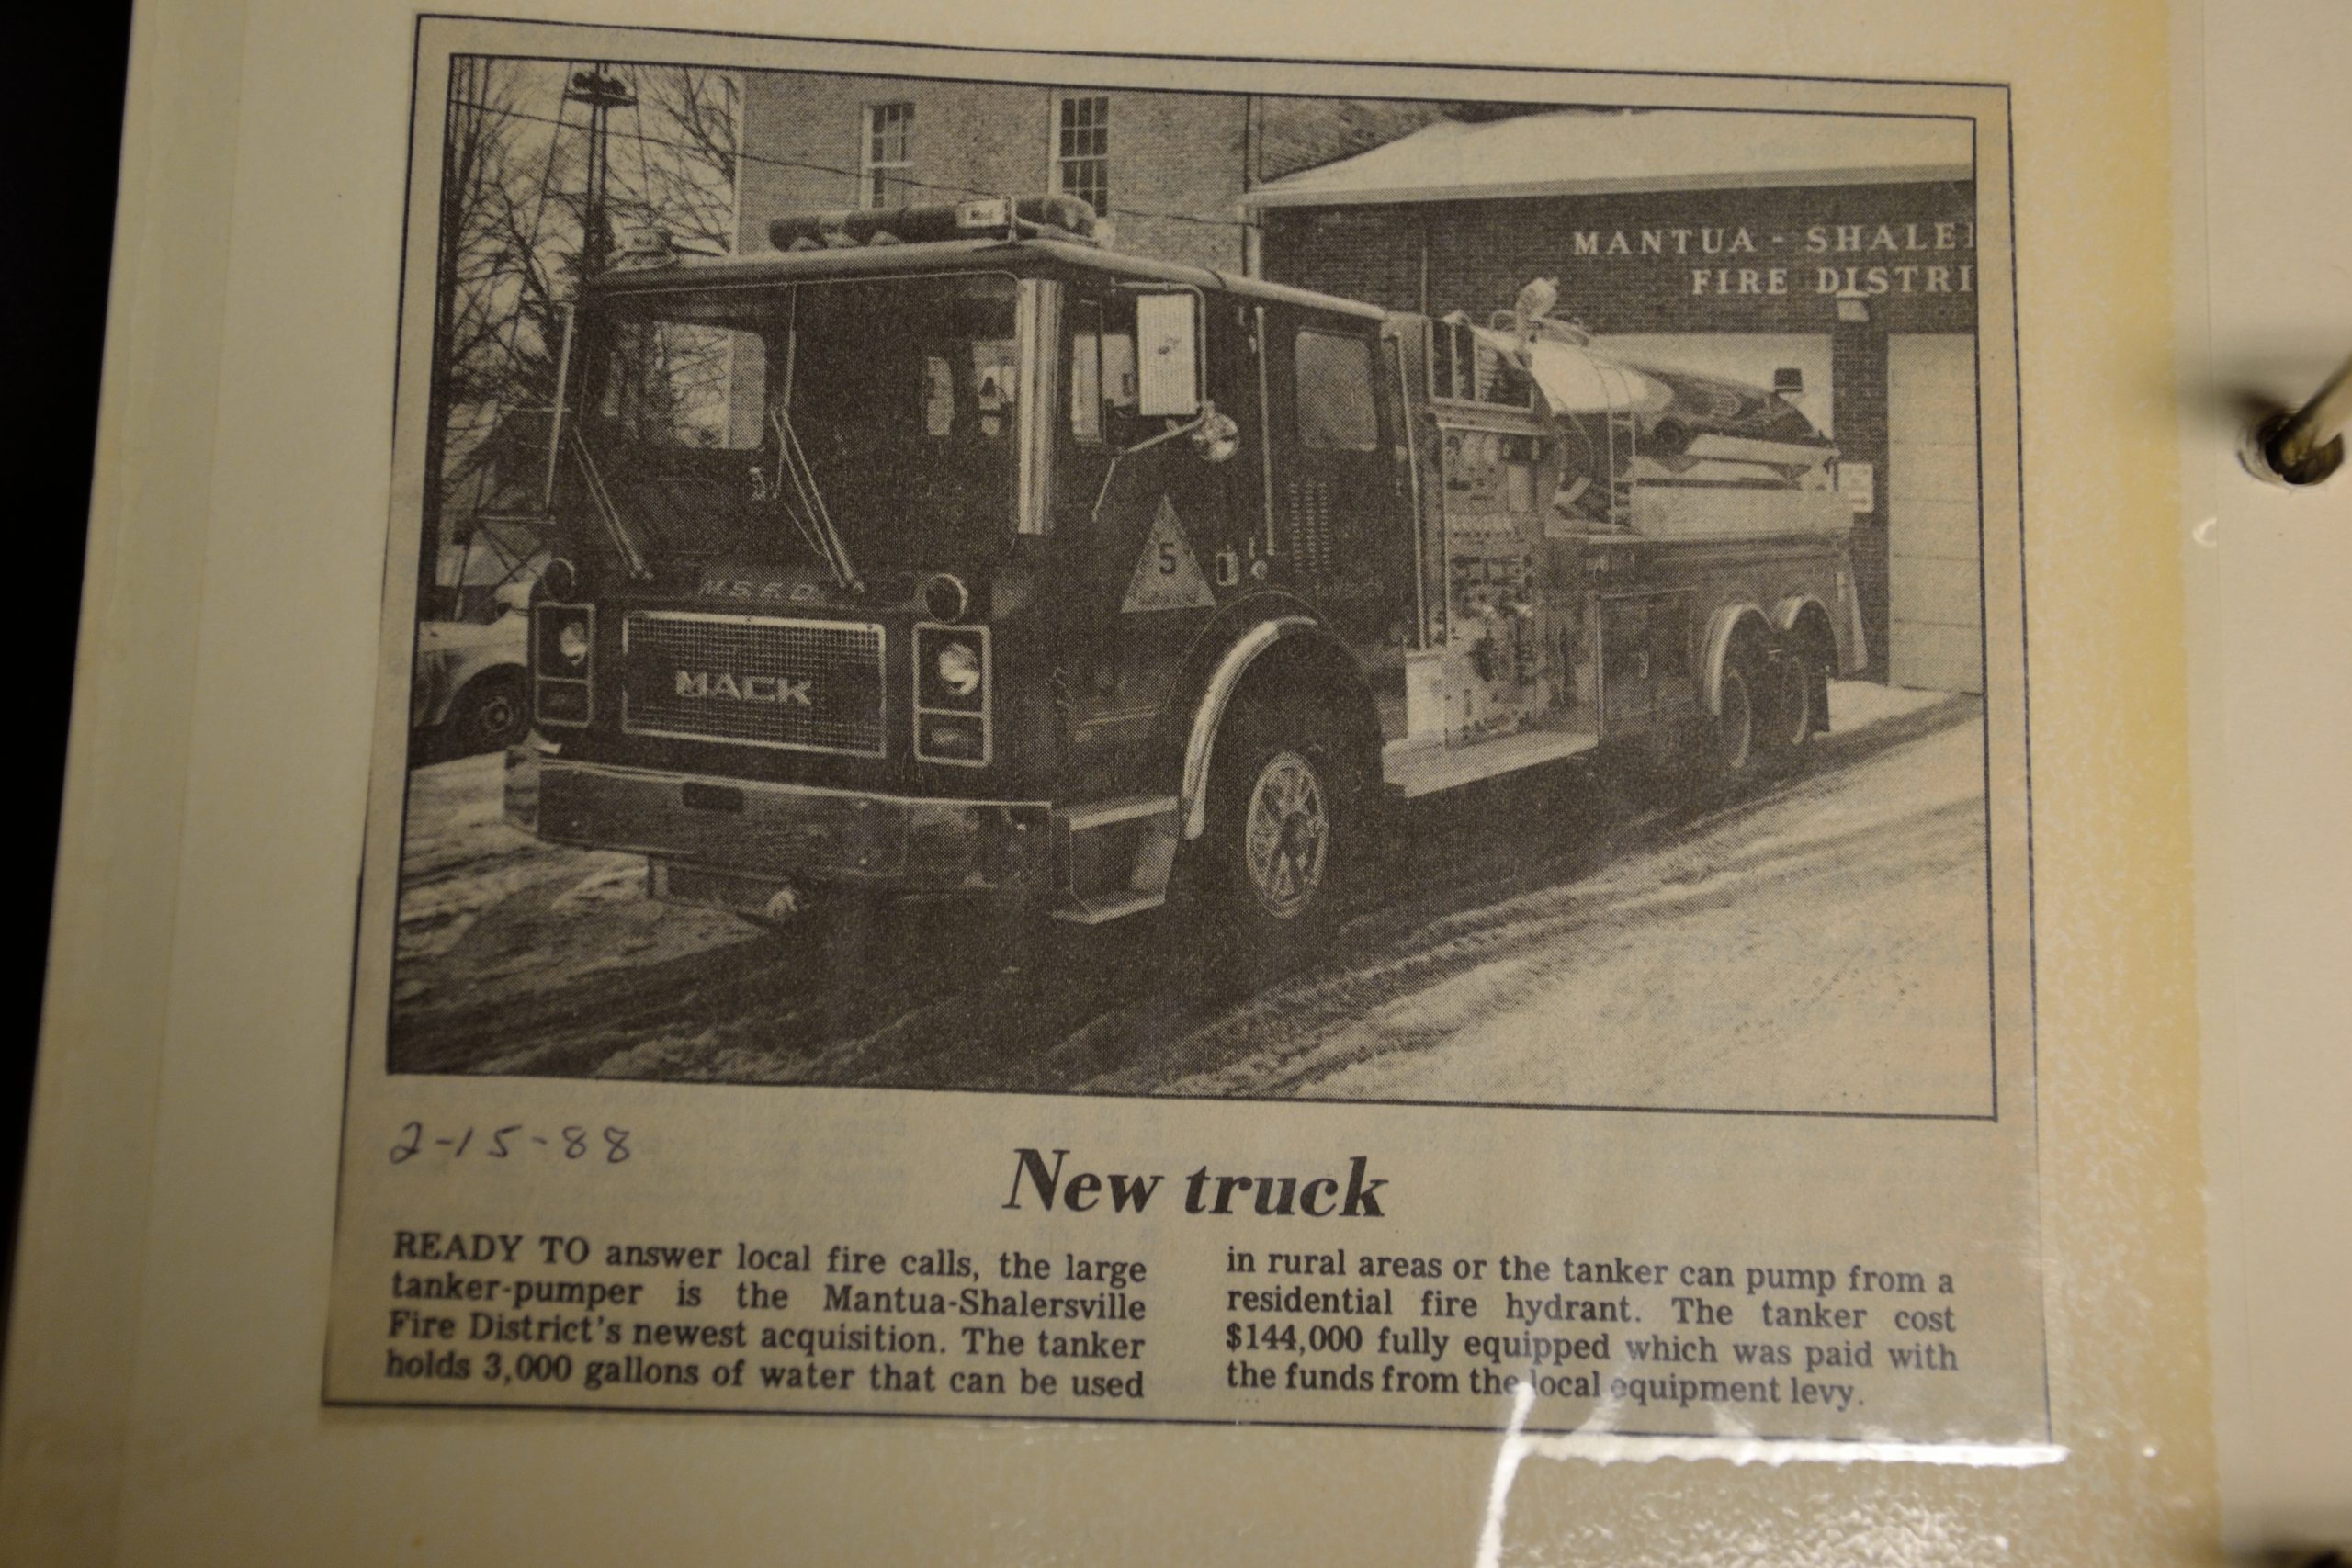 MANTUA - SHALE
FIRE DISTRI
5
M.S.F.D.
MACK
2-15-88
New truck
READY TO answer local fire calls, the large
tanker-pumper is the Mantua-Shalersville
Fire District's newest acquisition. The tanker
holds 3,000 gallons of water that can be used
in rural areas or the tanker can pump from a
residential fire hydrant. The tanker cost
$144,000 fully equipped which was paid with
the funds from the local equipment levy.